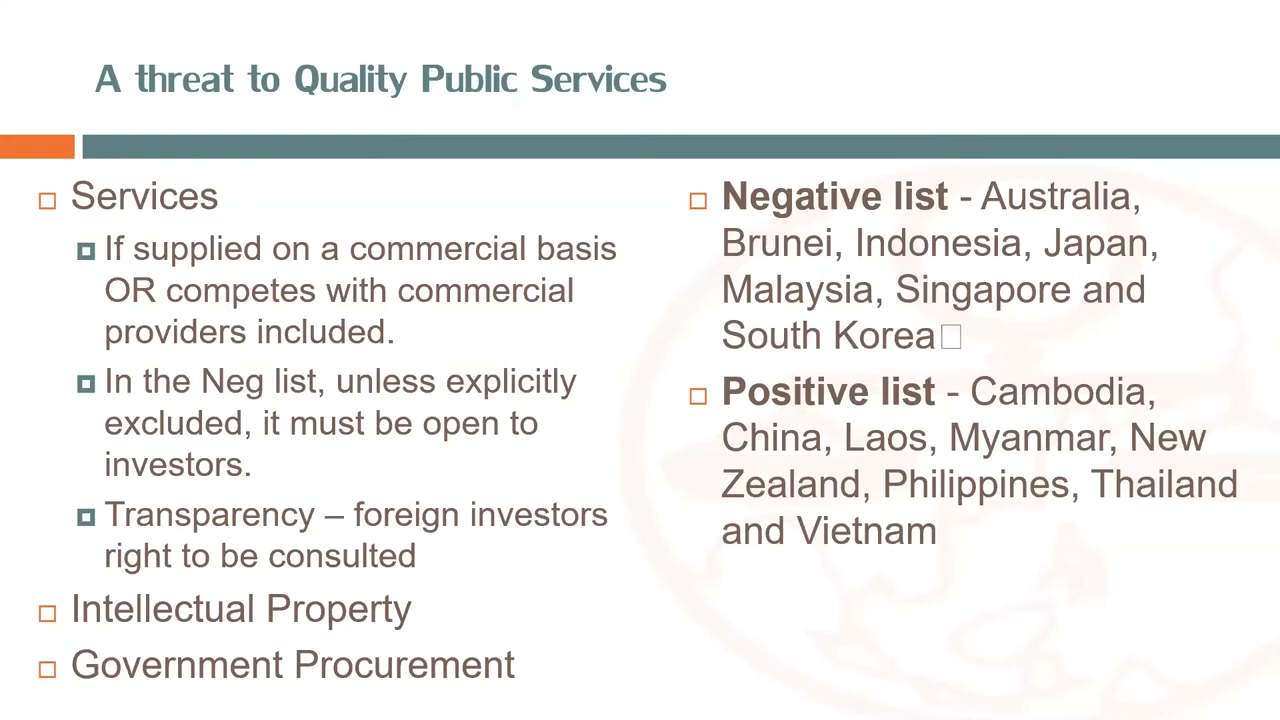 A threat to Quality Public Services
Services
If supplied on a commercial basis
OR competes with commercial
providers included.
In the Neg list, unless explicitly
excluded, it must be open to
investors.
Transparency – foreign investors
right to be consulted
Intellectual Property
Government Procurement
Negative list - Australia,
Brunei, Indonesia, Japan,
Malaysia, Singapore and
South Korea
Positive list - Cambodia,
China, Laos, Myanmar, New
Zealand, Philippines, Thailand
and Vietnam